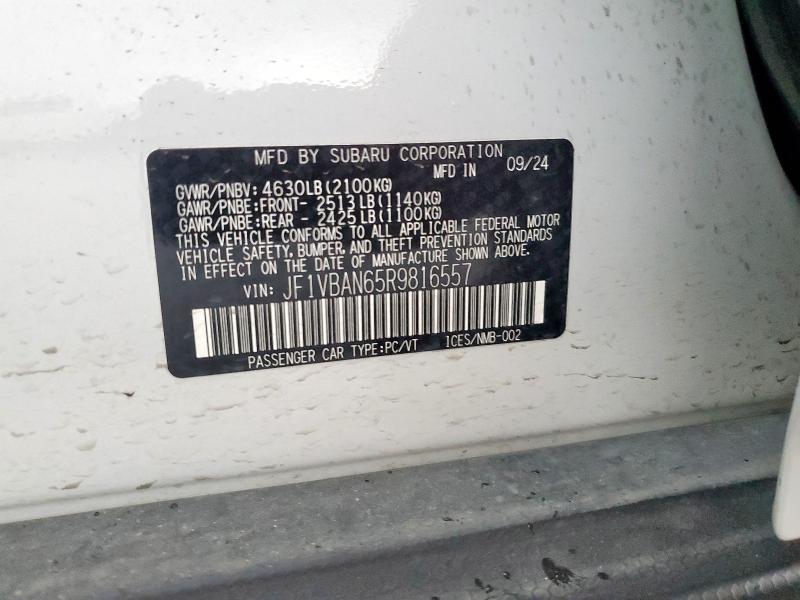 MFD BY SUBARU CORPORATION
MFD IN 09/24
GVWR/PNBV: 4630LB(2100KG)
GAWR/PNBE:FRONT- 2513LB(1140KG)
GAWR/PNBE:REAR - 2425LB(1100KG)
THIS VEHICLE CONFORMS TO ALL APPLICABLE FEDERAL MOTOR
VEHICLE SAFETY, BUMPER, AND THEFT PREVENTION STANDARDS
IN EFFECT ON THE DATE OF MANUFACTURE SHOWN ABOVE.
VIN: JF1VBAN65R9816557
PASSENGER CAR TYPE:PC/VT ICES/NMB-002